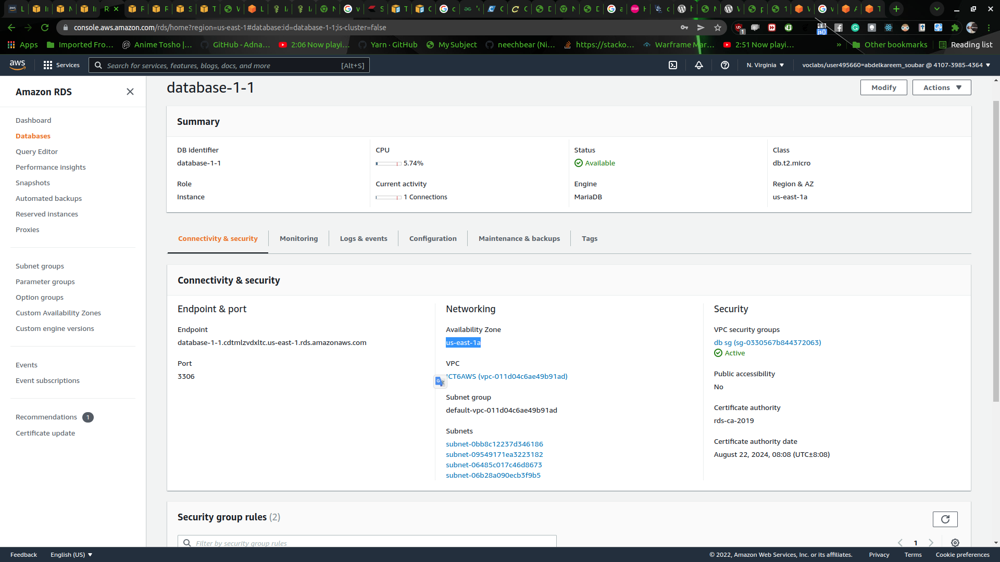 console.aws.amazon.com/rds/home?region=us-east-1#database:id=database-1-1;is-cluster=false
Apps
Imported Fro...
Anime Tosho |...
GitHub - Adna...
2:06 Now playi...
Yarn · GitHub
My Subject
neechbear (Ni...
https://stacko...
Warframe Mar...
2:51 Now playi...
»
Other bookmarks
Reading list
aws
Services
Search for services, features, blogs, docs, and more
[Alt+S]
N. Virginia
voclabs/user495660=abdelkareem_soubar @ 4107-3985-4364
Amazon RDS
Dashboard
Databases
Query Editor
Performance insights
Snapshots
Automated backups
Reserved instances
Proxies
Subnet groups
Parameter groups
Option groups
Custom Availability Zones
Custom engine versions
Events
Event subscriptions
Recommendations 1
Certificate update
database-1-1
Modify
Actions
Summary
DB identifier
database-1-1
CPU
5.74%
Status
Available
Class
db.t2.micro
Role
Instance
Current activity
1 Connections
Engine
MariaDB
Region & AZ
us-east-1a
Connectivity & security
Monitoring
Logs & events
Configuration
Maintenance & backups
Tags
Connectivity & security
Endpoint & port
Endpoint
database-1-1.cdtmlzvdxltc.us-east-1.rds.amazonaws.com
Port
3306
Networking
Availability Zone
us-east-1a
VPC
ICT6AWS (vpc-011d04c6ae49b91ad)
Subnet group
default-vpc-011d04c6ae49b91ad
Subnets
subnet-0bb8c12237d346186
subnet-09549171ea3223182
subnet-06485c017c46d8673
subnet-06b28a090ecb3f9b5
Security
VPC security groups
db sg (sg-0330567b844372063)
Active
Public accessibility
No
Certificate authority
rds-ca-2019
Certificate authority date
August 22, 2024, 08:08 (UTC±8:08)
Security group rules (2)
Filter by security group rules
1
Feedback
English (US)
© 2022, Amazon Web Services, Inc. or its affiliates.
Privacy
Terms
Cookie preferences